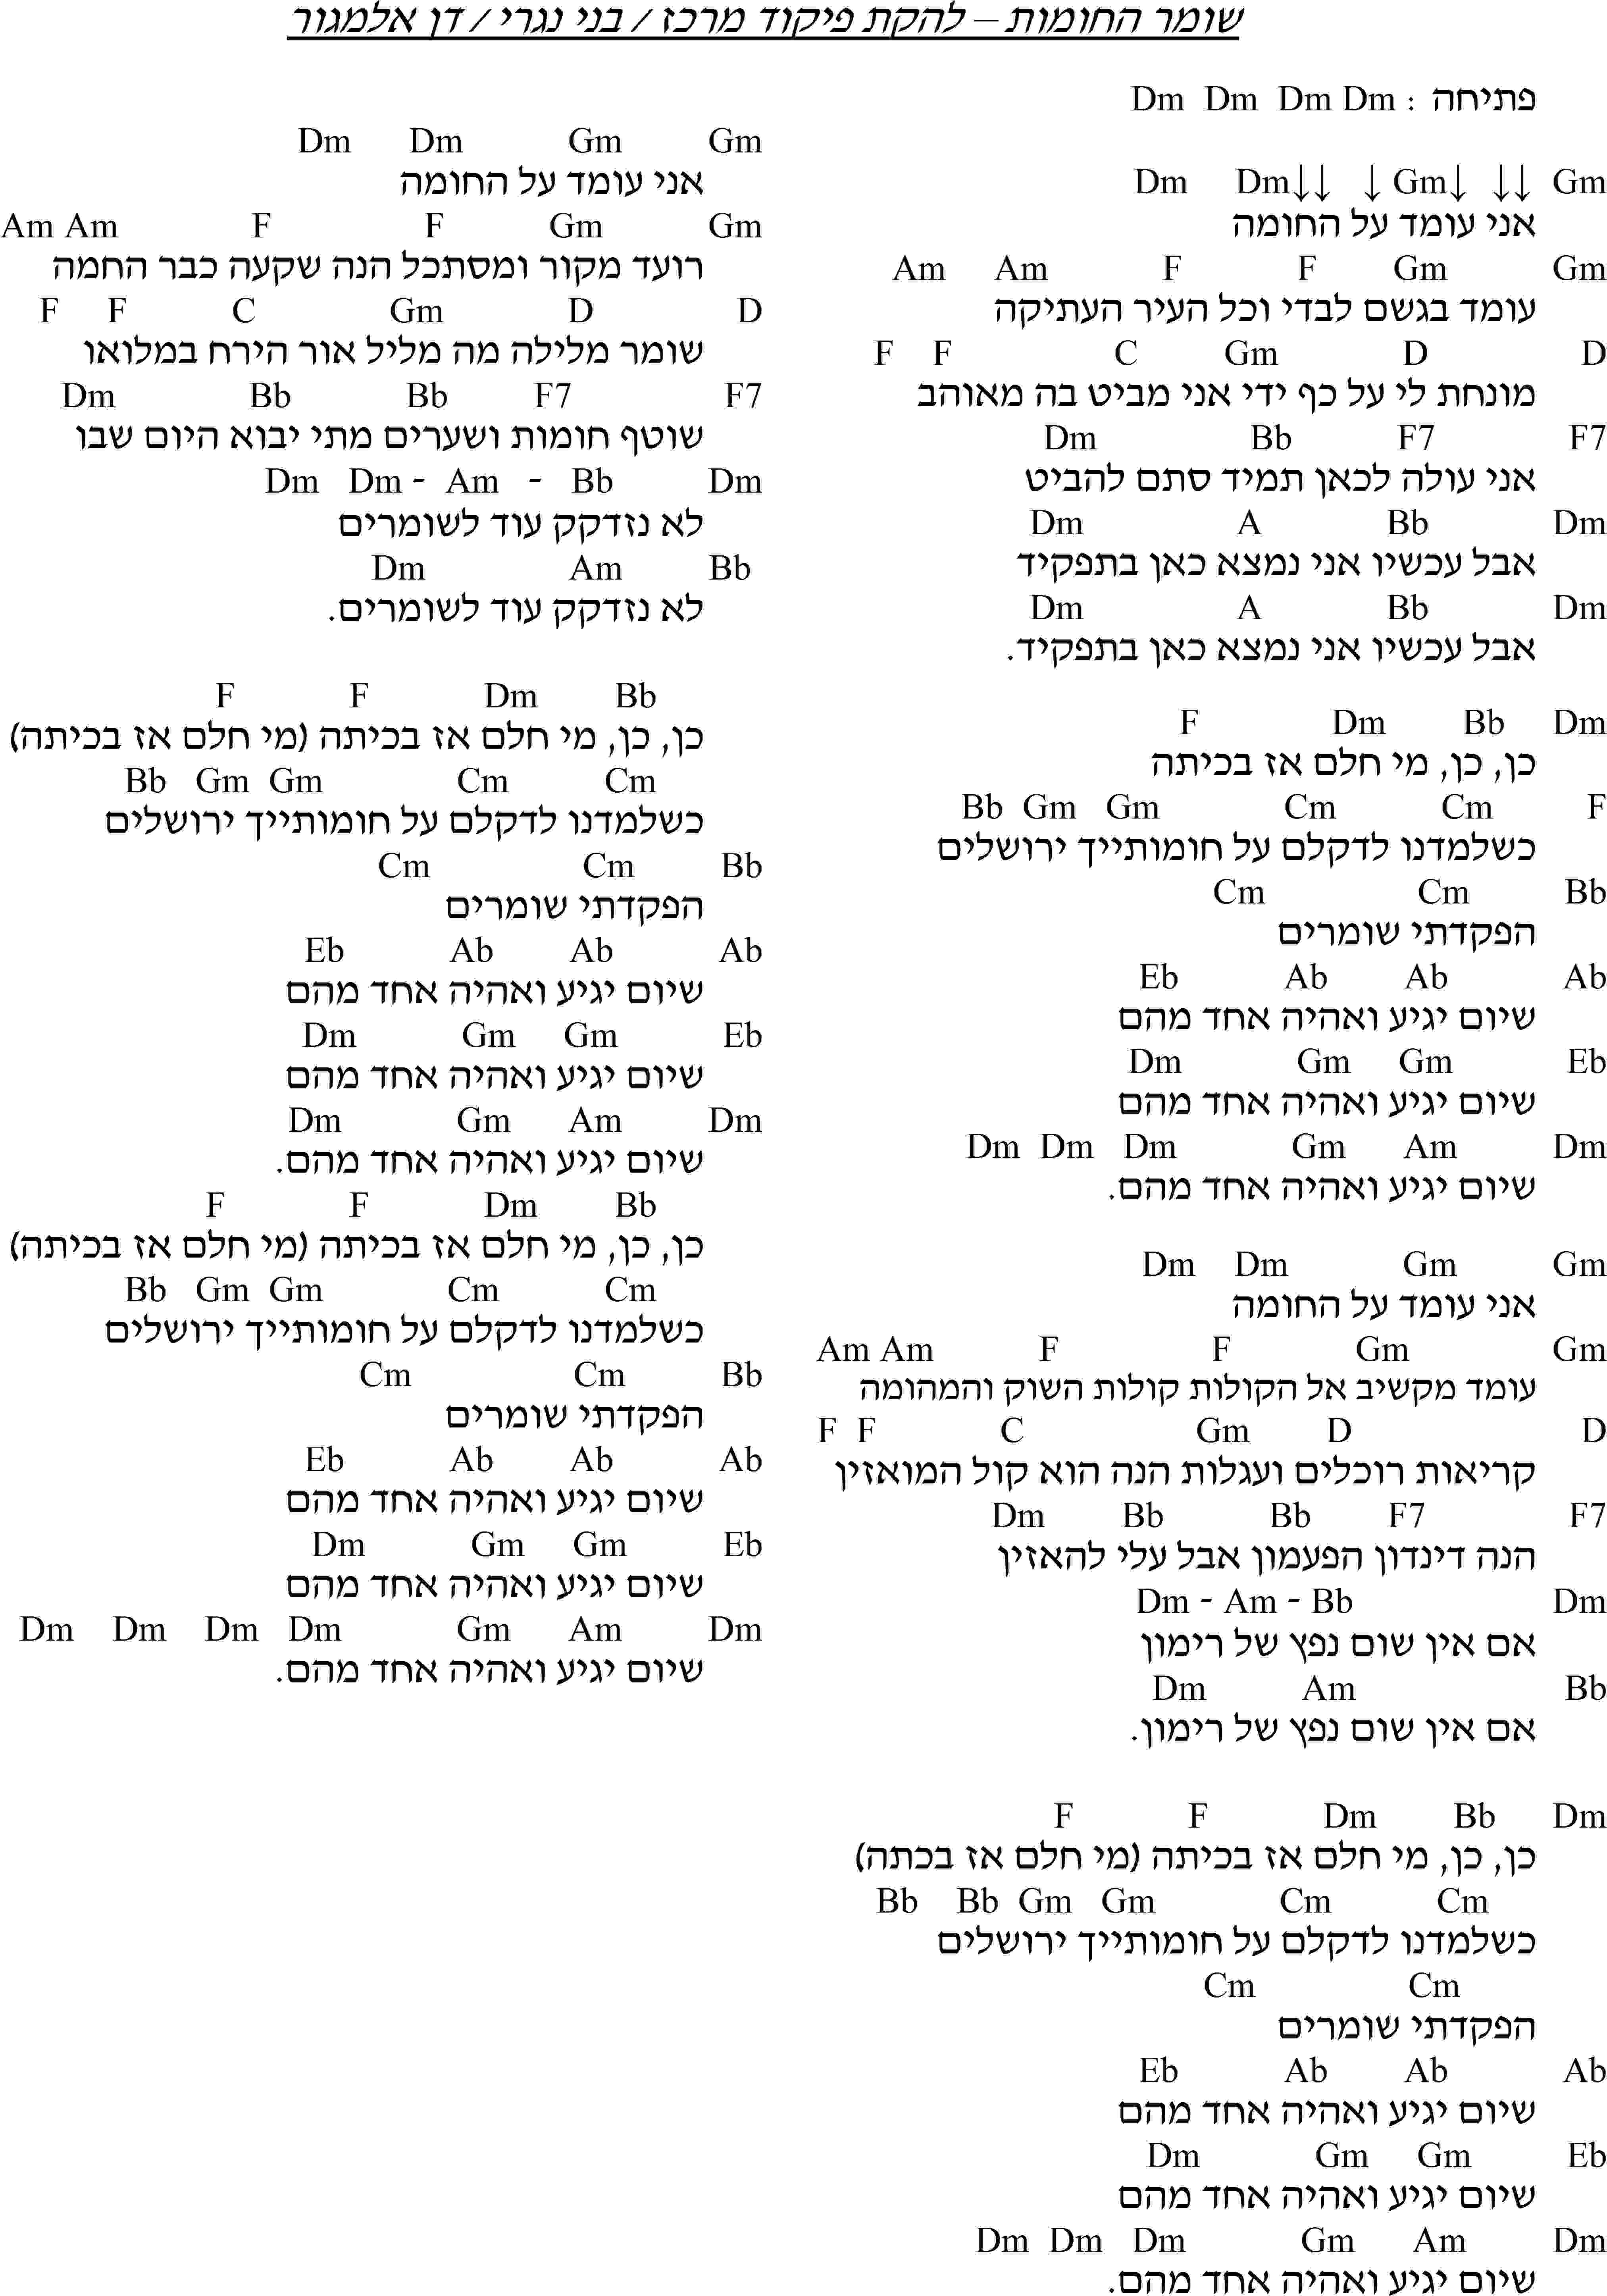 שומר החומות – להקת פיקוד מרכז / בני נגרי / דן אלמגור
פתיחה : Dm Dm Dm Dm
Dm Dm↓↓ ↓ Gm↓ ↓↓ Gm
אני עומד על החומה
Am Am F F Gm Gm
עומד בגשם לבדי וכל העיר העתיקה
F F C Gm D D
מונחת לי על כף ידי אני מביט בה מאוהב
Dm Bb F7 F7
אני עולה לכאן תמיד סתם להביט
Dm A Bb Dm
אבל עכשיו אני נמצא כאן בתפקיד
Dm A Bb Dm
אבל עכשיו אני נמצא כאן בתפקיד.
F Dm Bb Dm
כן, כן, מי חלם אז בכיתה
Bb Gm Gm Cm Cm F
כשלמדנו לדקלם על חומותייך ירושלים
Cm Cm Bb
הפקדתי שומרים
Eb Ab Ab Ab
שיום יגיע ואהיה אחד מהם
Dm Gm Gm Eb
שיום יגיע ואהיה אחד מהם
Dm Dm Dm Gm Am Dm
שיום יגיע ואהיה אחד מהם.
Dm Dm Gm Gm
אני עומד על החומה
Am Am F F Gm Gm
עומד מקשיב אל הקולות קולות השוק והמהומה
F F C Gm D D
קריאות רוכלים ועגלות הנה הוא קול המואזין
Dm Bb Bb F7 F7
הנה דינדון הפעמון אבל עלי להאזין
Dm - Am - Bb Dm
אם אין שום נפץ של רימון
Dm Am Bb
אם אין שום נפץ של רימון.
F F Dm Bb Dm
כן, כן, מי חלם אז בכיתה (מי חלם אז בכתה)
Bb Bb Gm Gm Cm Cm
כשלמדנו לדקלם על חומותייך ירושלים
Cm Cm
הפקדתי שומרים
Eb Ab Ab Ab
שיום יגיע ואהיה אחד מהם
Dm Gm Gm Eb
שיום יגיע ואהיה אחד מהם
Dm Dm Dm Gm Am Dm
שיום יגיע ואהיה אחד מהם.
Dm Dm Gm Gm
אני עומד על החומה
Am Am F F Gm Gm
רועד מקור ומסתכל הנה שקעה כבר החמה
F F C Gm D D
שומר מלילה מה מליל אור הירח במלואו
Dm Bb Bb F7 F7
שוטף חומות ושערים מתי יבוא היום שבו
Dm Dm - Am - Bb Dm
לא נזדקק עוד לשומרים
Dm Am Bb
לא נזדקק עוד לשומרים.
F F Dm Bb
כן, כן, מי חלם אז בכיתה (מי חלם אז בכיתה)
Bb Gm Gm Cm Cm
כשלמדנו לדקלם על חומותייך ירושלים
Cm Cm Bb
הפקדתי שומרים
Eb Ab Ab Ab
שיום יגיע ואהיה אחד מהם
Dm Gm Gm Eb
שיום יגיע ואהיה אחד מהם
Dm Gm Am Dm
שיום יגיע ואהיה אחד מהם.
F F Dm Bb
כן, כן, מי חלם אז בכיתה (מי חלם אז בכיתה)
Bb Gm Gm Cm Cm
כשלמדנו לדקלם על חומותייך ירושלים
Cm Cm Bb
הפקדתי שומרים
Eb Ab Ab Ab
שיום יגיע ואהיה אחד מהם
Dm Gm Gm Eb
שיום יגיע ואהיה אחד מהם
Dm Dm Dm Dm Gm Am Dm
שיום יגיע ואהיה אחד מהם.